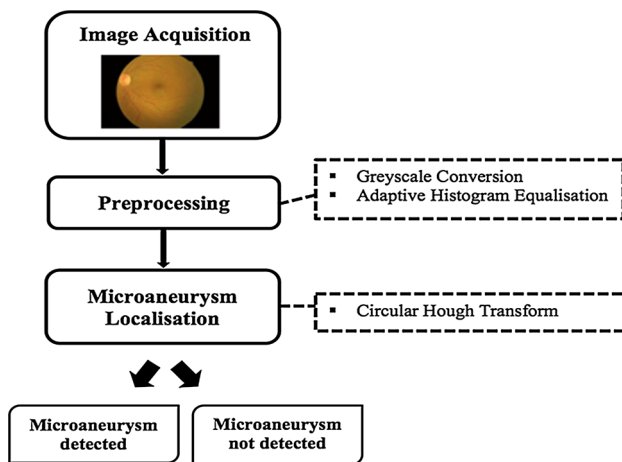 Image Acquisition
Preprocessing
▪ Greyscale Conversion
▪ Adaptive Histogram Equalisation
Microaneurysm
Localisation
▪ Circular Hough Transform
Microaneurysm
detected
Microaneurysm
not detected